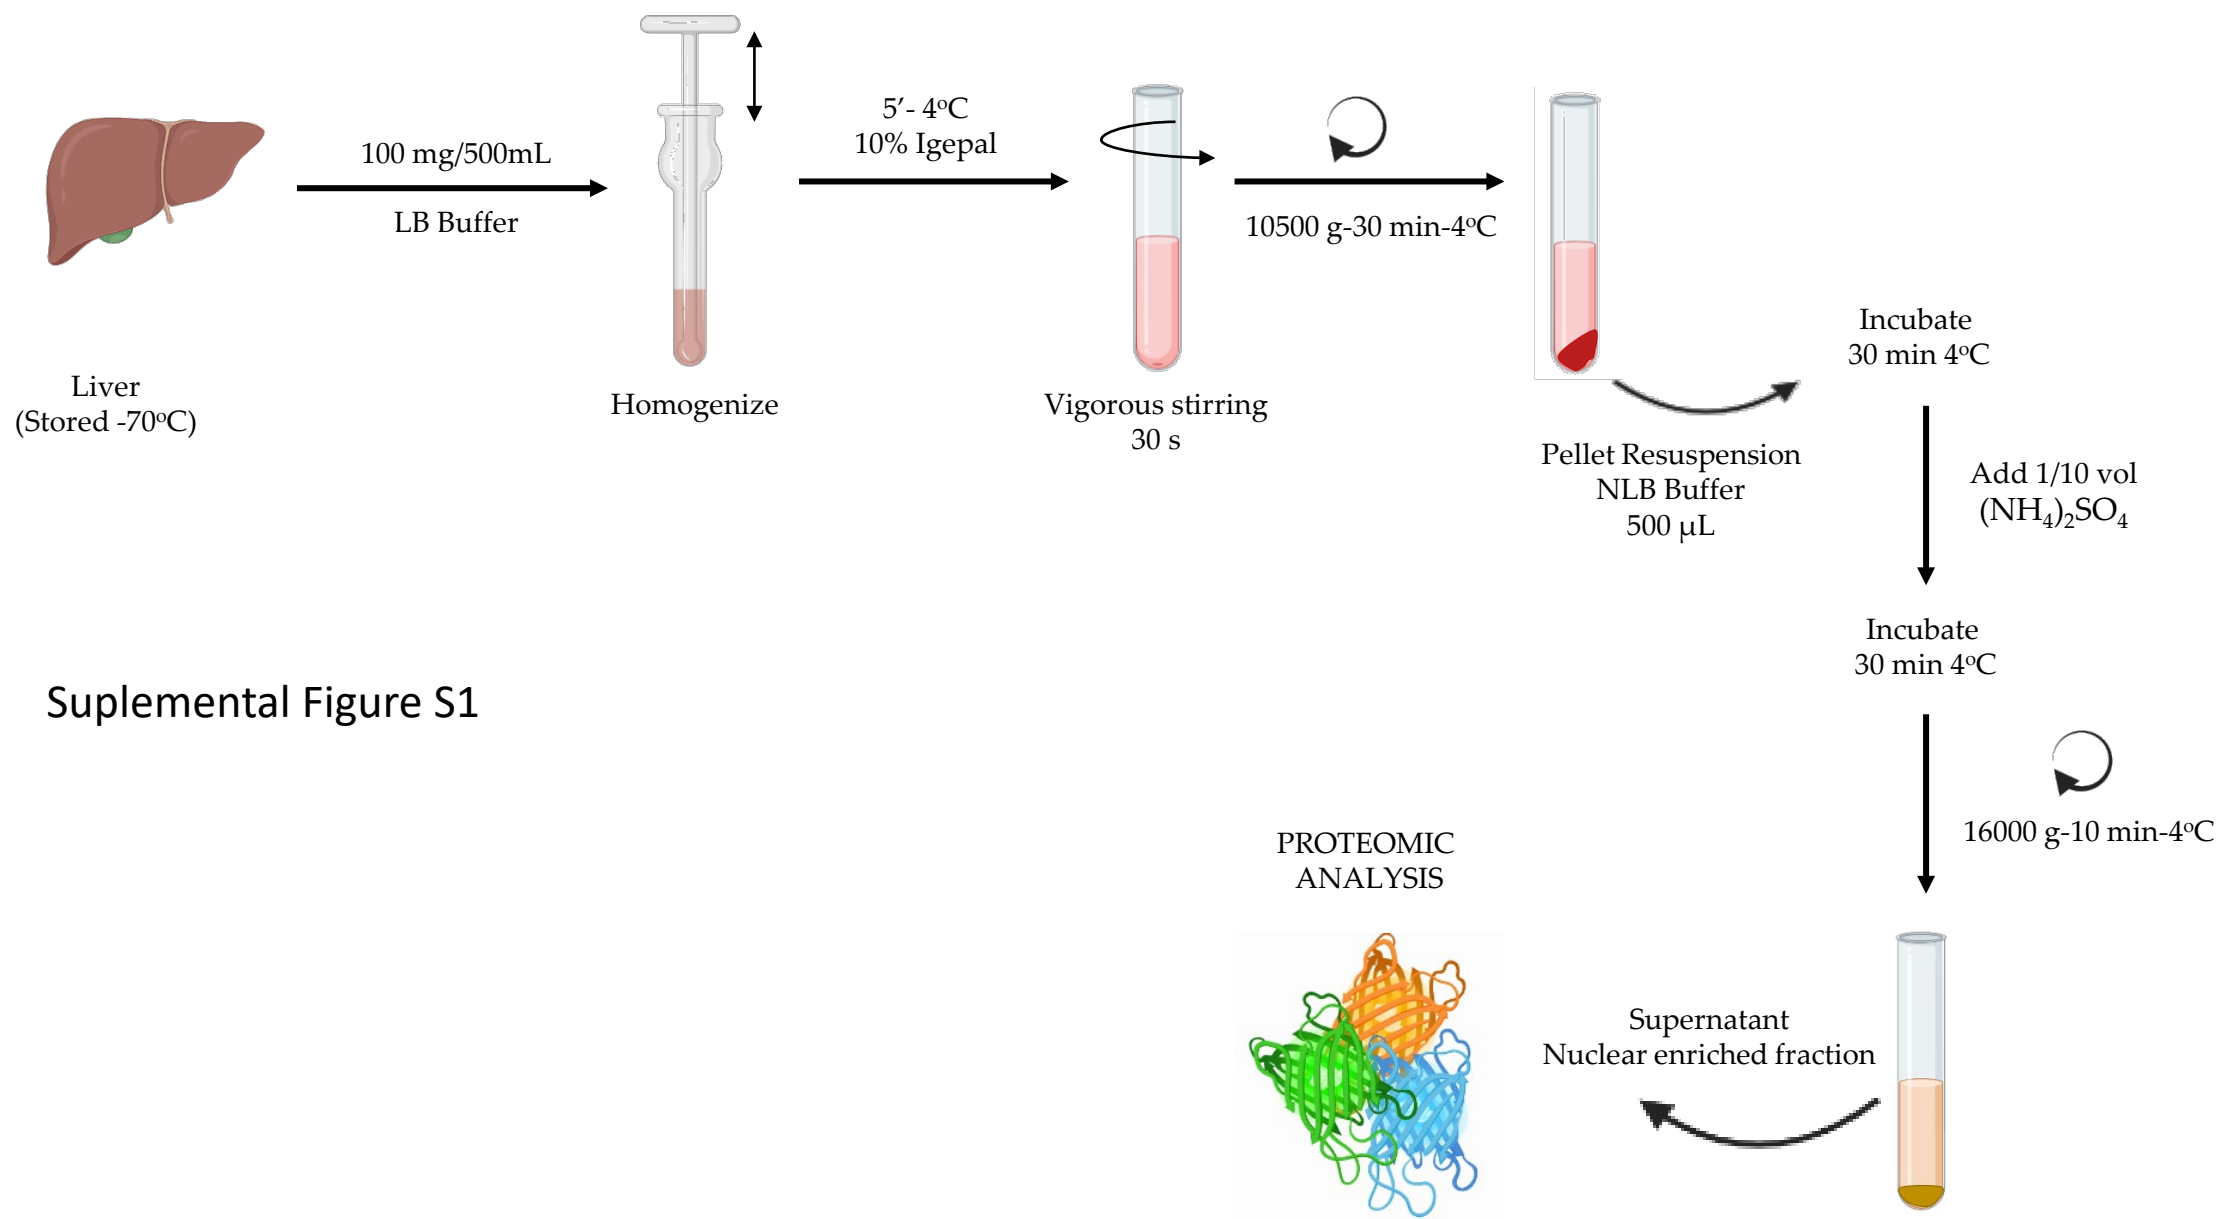 100 mg/500mL
LB Buffer
Liver
(Stored -70ºC)
Homogenize
5’- 4ºC
10% Igepal
Vigorous stirring
30 s
10500 g-30 min-4ºC
Pellet Resuspension
NLB Buffer
500 µL
Incubate
30 min 4ºC
Add 1/10 vol
(NH₄)₂SO₄
Incubate
30 min 4ºC
16000 g-10 min-4ºC
Supernatant
Nuclear enriched fraction
PROTEOMIC
ANALYSIS
Suplemental Figure S1